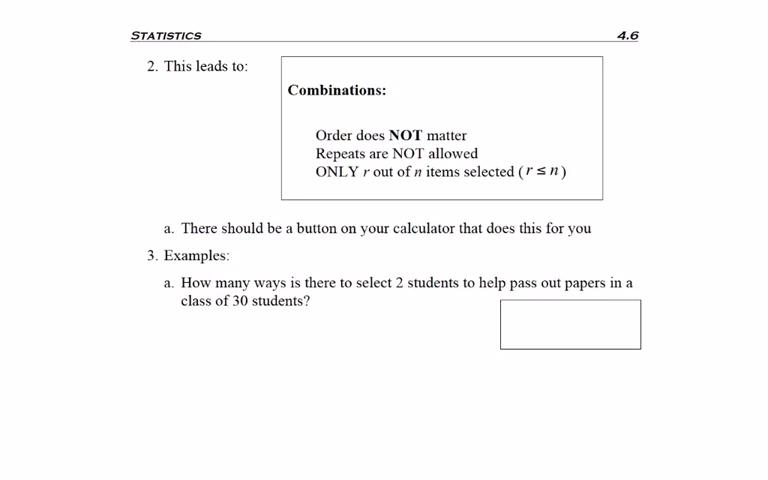 STATISTICS 4.6
2. This leads to:
Combinations:
Order does NOT matter
Repeats are NOT allowed
ONLY r out of n items selected (r ≤ n)
a. There should be a button on your calculator that does this for you
3. Examples:
a. How many ways is there to select 2 students to help pass out papers in a
class of 30 students?